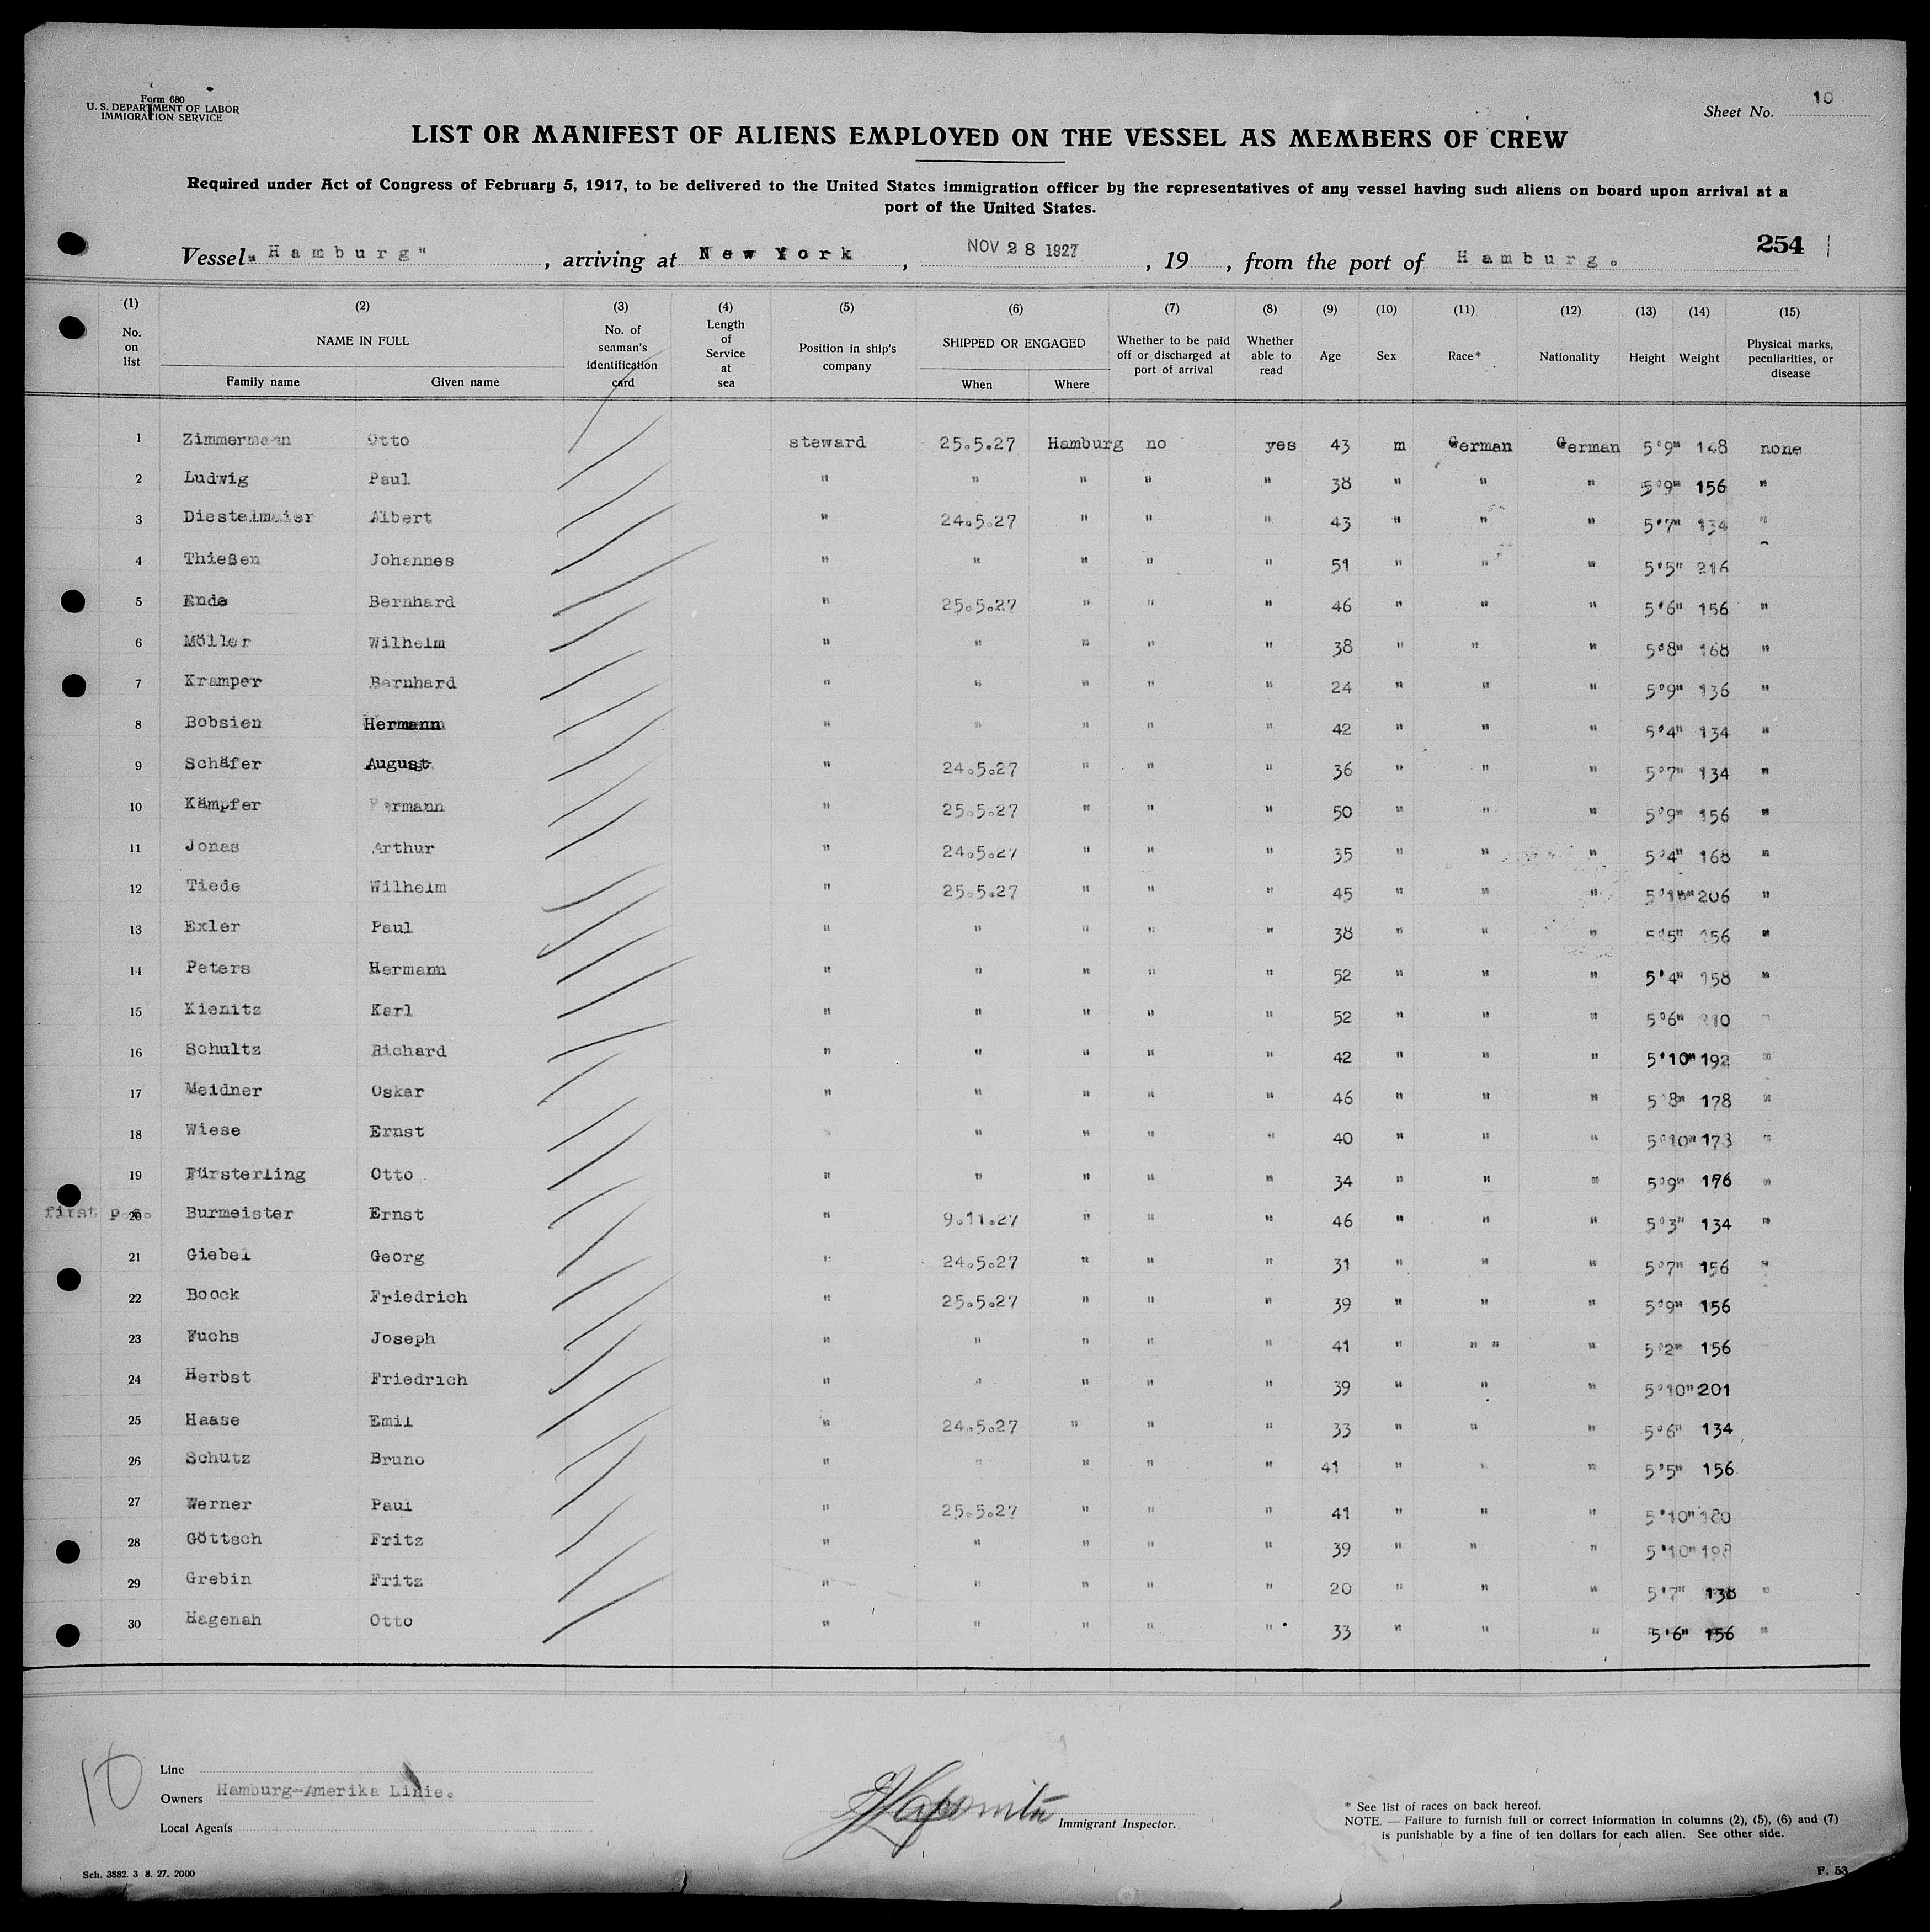 Form 680
U. S. DEPARTMENT OF LABOR
IMMIGRATION SERVICE
Sheet No. 10
LIST OR MANIFEST OF ALIENS EMPLOYED ON THE VESSEL AS MEMBERS OF CREW
Required under Act of Congress of February 5, 1917, to be delivered to the United States immigration officer by the representatives of any vessel having such aliens on board upon arrival at a
port of the United States.
254
Vessel "Hamburg", arriving at New York, NOV 28 1927, 19 , from the port of Hamburg.
(1) (2) (3) (4) (5) (6) (7) (8) (9) (10) (11) (12) (13) (14) (15)
No. on list NAME IN FULL Family name Given name No. of seaman's identification card Length of Service at sea Position in ship's company SHIPPED OR ENGAGED When Where Whether to be paid off or discharged at port of arrival Whether able to read Age Sex Race* Nationality Height Weight Physical marks, peculiarities, or disease
1 Zimmermann Otto steward 25.5.27 Hamburg no yes 43 m German German 5'9" 148 none
2 Ludwig Paul " " " " " 38 " " " 5'9" 156 "
3 Diestelmeier Albert " 24.5.27 " " " 43 " " " 5'7" 134 "
4 Thießen Johannes " " " " " 51 " " " 5'5" 216
5 Ende Bernhard " 25.5.27 " " " 46 " " " 5'6" 156 "
6 Möller Wilhelm " " " " " 38 " " " 5'8" 168 "
7 Kramper Bernhard " " " " " 24 " " " 5'9" 136 "
8 Bobsien Hermann " " " " " 42 " " " 5'4" 134 "
9 Schäfer August " 24.5.27 " " " 36 " " " 5'7" 134 "
10 Kämpfer Hermann " 25.5.27 " " " 50 " " " 5'9" 156 "
11 Jonas Arthur " 24.5.27 " " " 35 " " " 5'4" 168 "
12 Tiede Wilhelm " 25.5.27 " " " 45 " " " 206 "
13 Exler Paul " " " " " 38 " " " 5'5" 156 "
14 Peters Hermann " " " " " 52 " " " 5'4" 158 "
15 Kienitz Karl " " " " " 52 " " " 5'6" "
16 Schultz Richard " " " " " 42 " " " 5'10" 192 "
17 Meidner Oskar " " " " " 46 " " " 5'8" 178 "
18 Wiese Ernst " " " " " 40 " " " 5'10" 178 "
19 Fürsterling Otto " " " " " 34 " " " 5'9" 176 "
first p.o. 20 Burmeister Ernst " 9.11.27 " " " 46 " " " 5'3" 134 "
21 Giebel Georg " 24.5.27 " " " 31 " " " 5'7" 156 "
22 Boock Friedrich " 25.5.27 " " " 39 " " " 5'9" 156
23 Fuchs Joseph " " " " " 41 " " " " 5'2" 156
24 Herbst Friedrich " " " " " 39 " " " 5'10" 201
25 Haase Emil " 24.5.27 " " " 33 " " " 5'6" 134
26 Schutz Bruno " " " " " 41 " " " 5'5" 156
27 Werner Paul " 25.5.27 " " " 41 " " " 5'10" 180
28 Göttsch Fritz " " " " " 39 " " " 5'10" 198
29 Grebin Fritz " " " " " 20 " " " 5'7" 138 "
30 Hagenah Otto " " " " " 33 " " " 5'6" 156 "
10
Line
Owners Hamburg-Amerika Linie.
Local Agents
Immigrant Inspector.
* See list of races on back hereof.
NOTE. — Failure to furnish full or correct information in columns (2), (5), (6) and (7)
is punishable by a fine of ten dollars for each alien. See other side.
Sch. 3882. 3 8. 27. 2000
F. 53